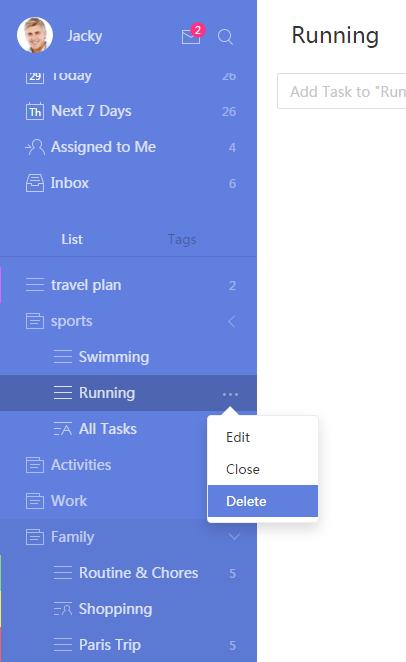 Jacky
2
Running
29
Today
26
Add Task to "Run
Th
Next 7 Days
26
Assigned to Me
4
Inbox
6
List
Tags
travel plan
2
sports
Swimming
Running
All Tasks
Edit
Activities
Close
Work
Delete
Family
Routine & Chores
5
Shoppinng
Paris Trip
5